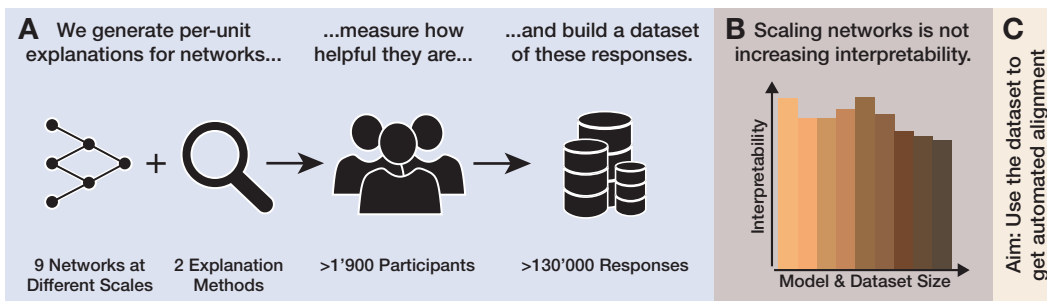 A We generate per-unit
explanations for networks...
...measure how
helpful they are...
...and build a dataset
of these responses.
+
9 Networks at
Different Scales
2 Explanation
Methods
>1'900 Participants
>130'000 Responses
B Scaling networks is not
increasing interpretability.
Interpretability
Model & Dataset Size
C
Aim: Use the dataset to
get automated alignment